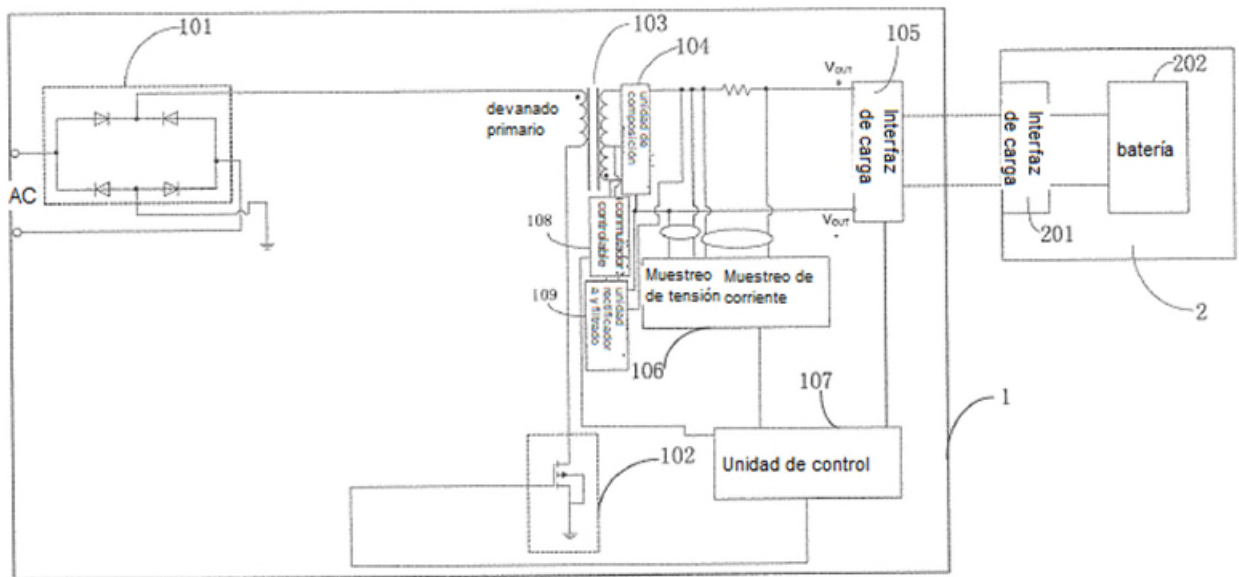 101
103
104
105
202
devanado
primario
unidad de
composición
V_OUT
+
Interfaz
de carga
Interfaz
de carga
batería
AC
108
conmutador
controlable
V_OUT
-
201
2
109
unidad
rectificador
a y filtrado
Muestreo
de tensión
Muestreo de
corriente
106
107
1
Unidad de control
102